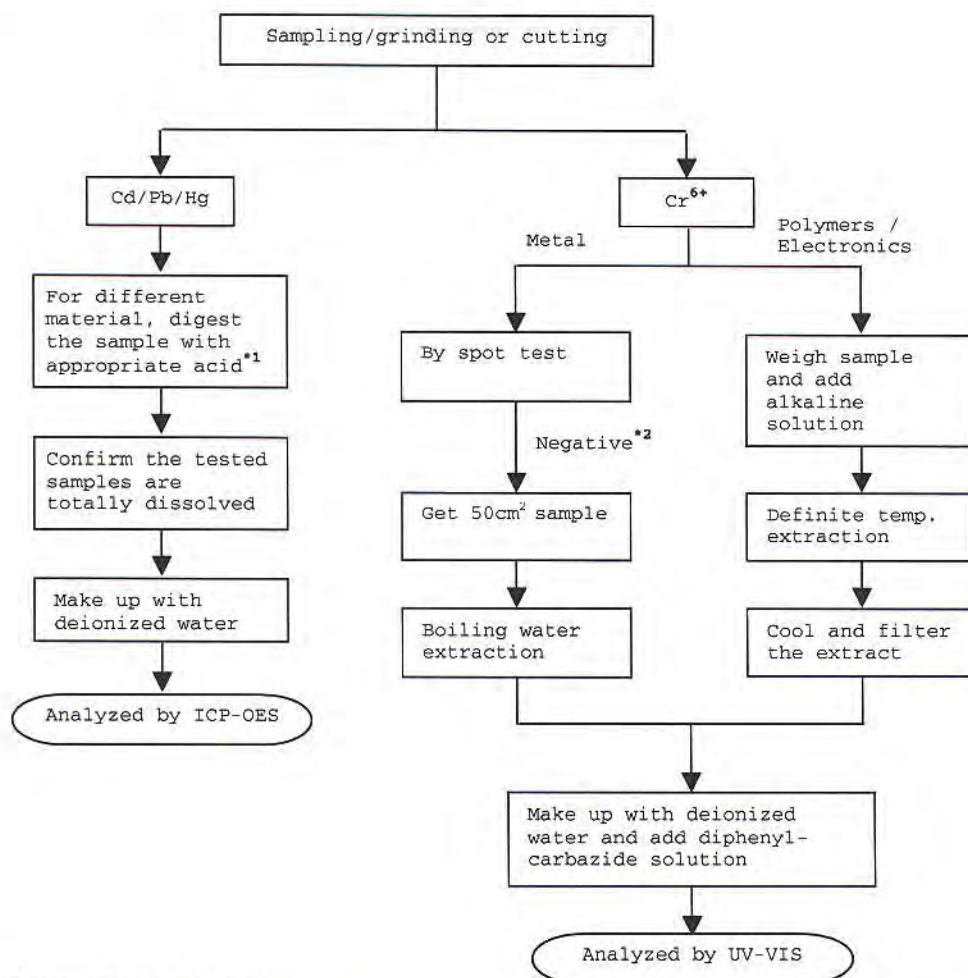 Sampling/grinding or cutting
Cd/Pb/Hg
For different
material, digest
the sample with
appropriate acid*1
Confirm the tested
samples are
totally dissolved
Make up with
deionized water
Analyzed by ICP-OES
Cr6+
Metal
Polymers /
Electronics
By spot test
Negative*2
Get 50cm2 sample
Boiling water
extraction
Weigh sample
and add
alkaline
solution
Definite temp.
extraction
Cool and filter
the extract
Make up with deionized
water and add diphenyl-
carbazide solution
Analyzed by UV-VIS